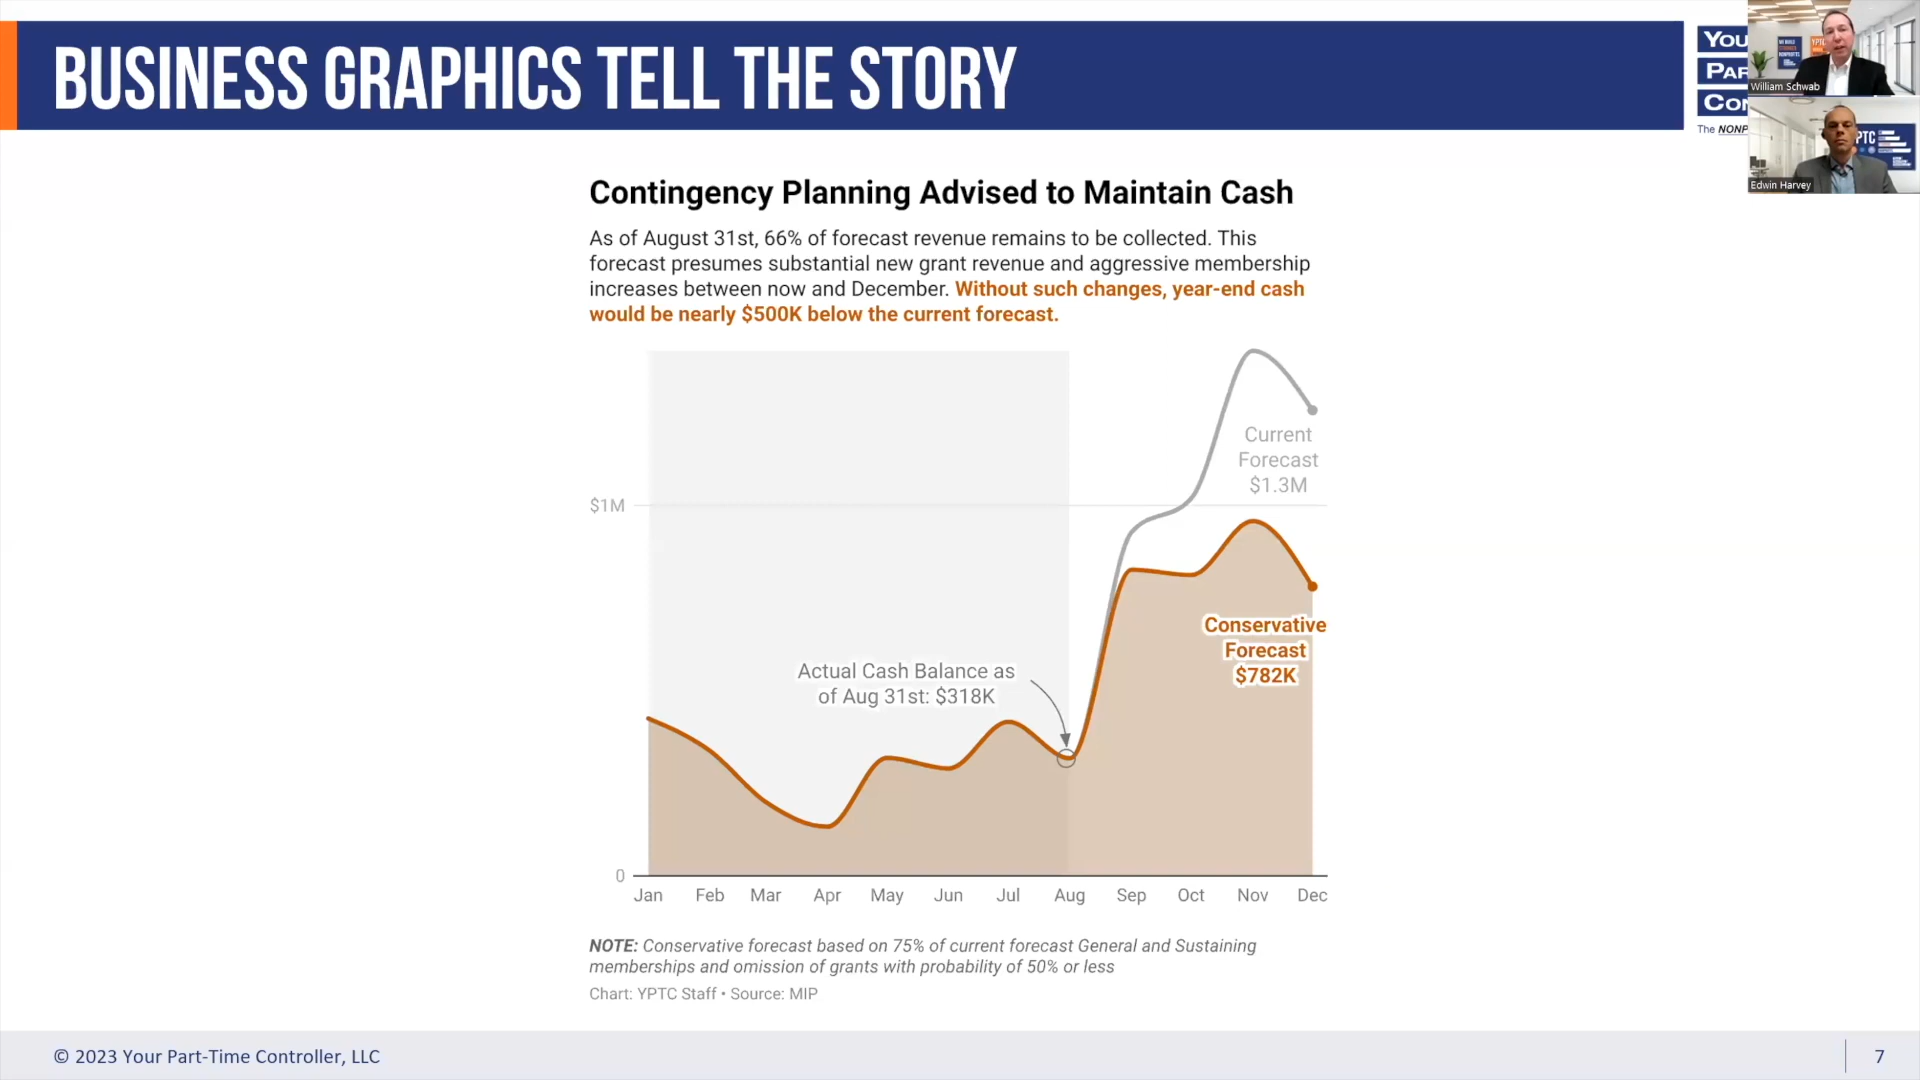 BUSINESS GRAPHICS TELL THE STORY
You
Par
Con
The NONP
William Schwab
YPTC
Edwin Harvey
Contingency Planning Advised to Maintain Cash
As of August 31st, 66% of forecast revenue remains to be collected. This
forecast presumes substantial new grant revenue and aggressive membership
increases between now and December. Without such changes, year-end cash
would be nearly $500K below the current forecast.
Current
Forecast
$1.3M
$1M
Conservative
Forecast
$782K
Actual Cash Balance as
of Aug 31st: $318K
0
Jan Feb Mar Apr May Jun Jul Aug Sep Oct Nov Dec
NOTE: Conservative forecast based on 75% of current forecast General and Sustaining
memberships and omission of grants with probability of 50% or less
Chart: YPTC Staff • Source: MIP
© 2023 Your Part-Time Controller, LLC
7